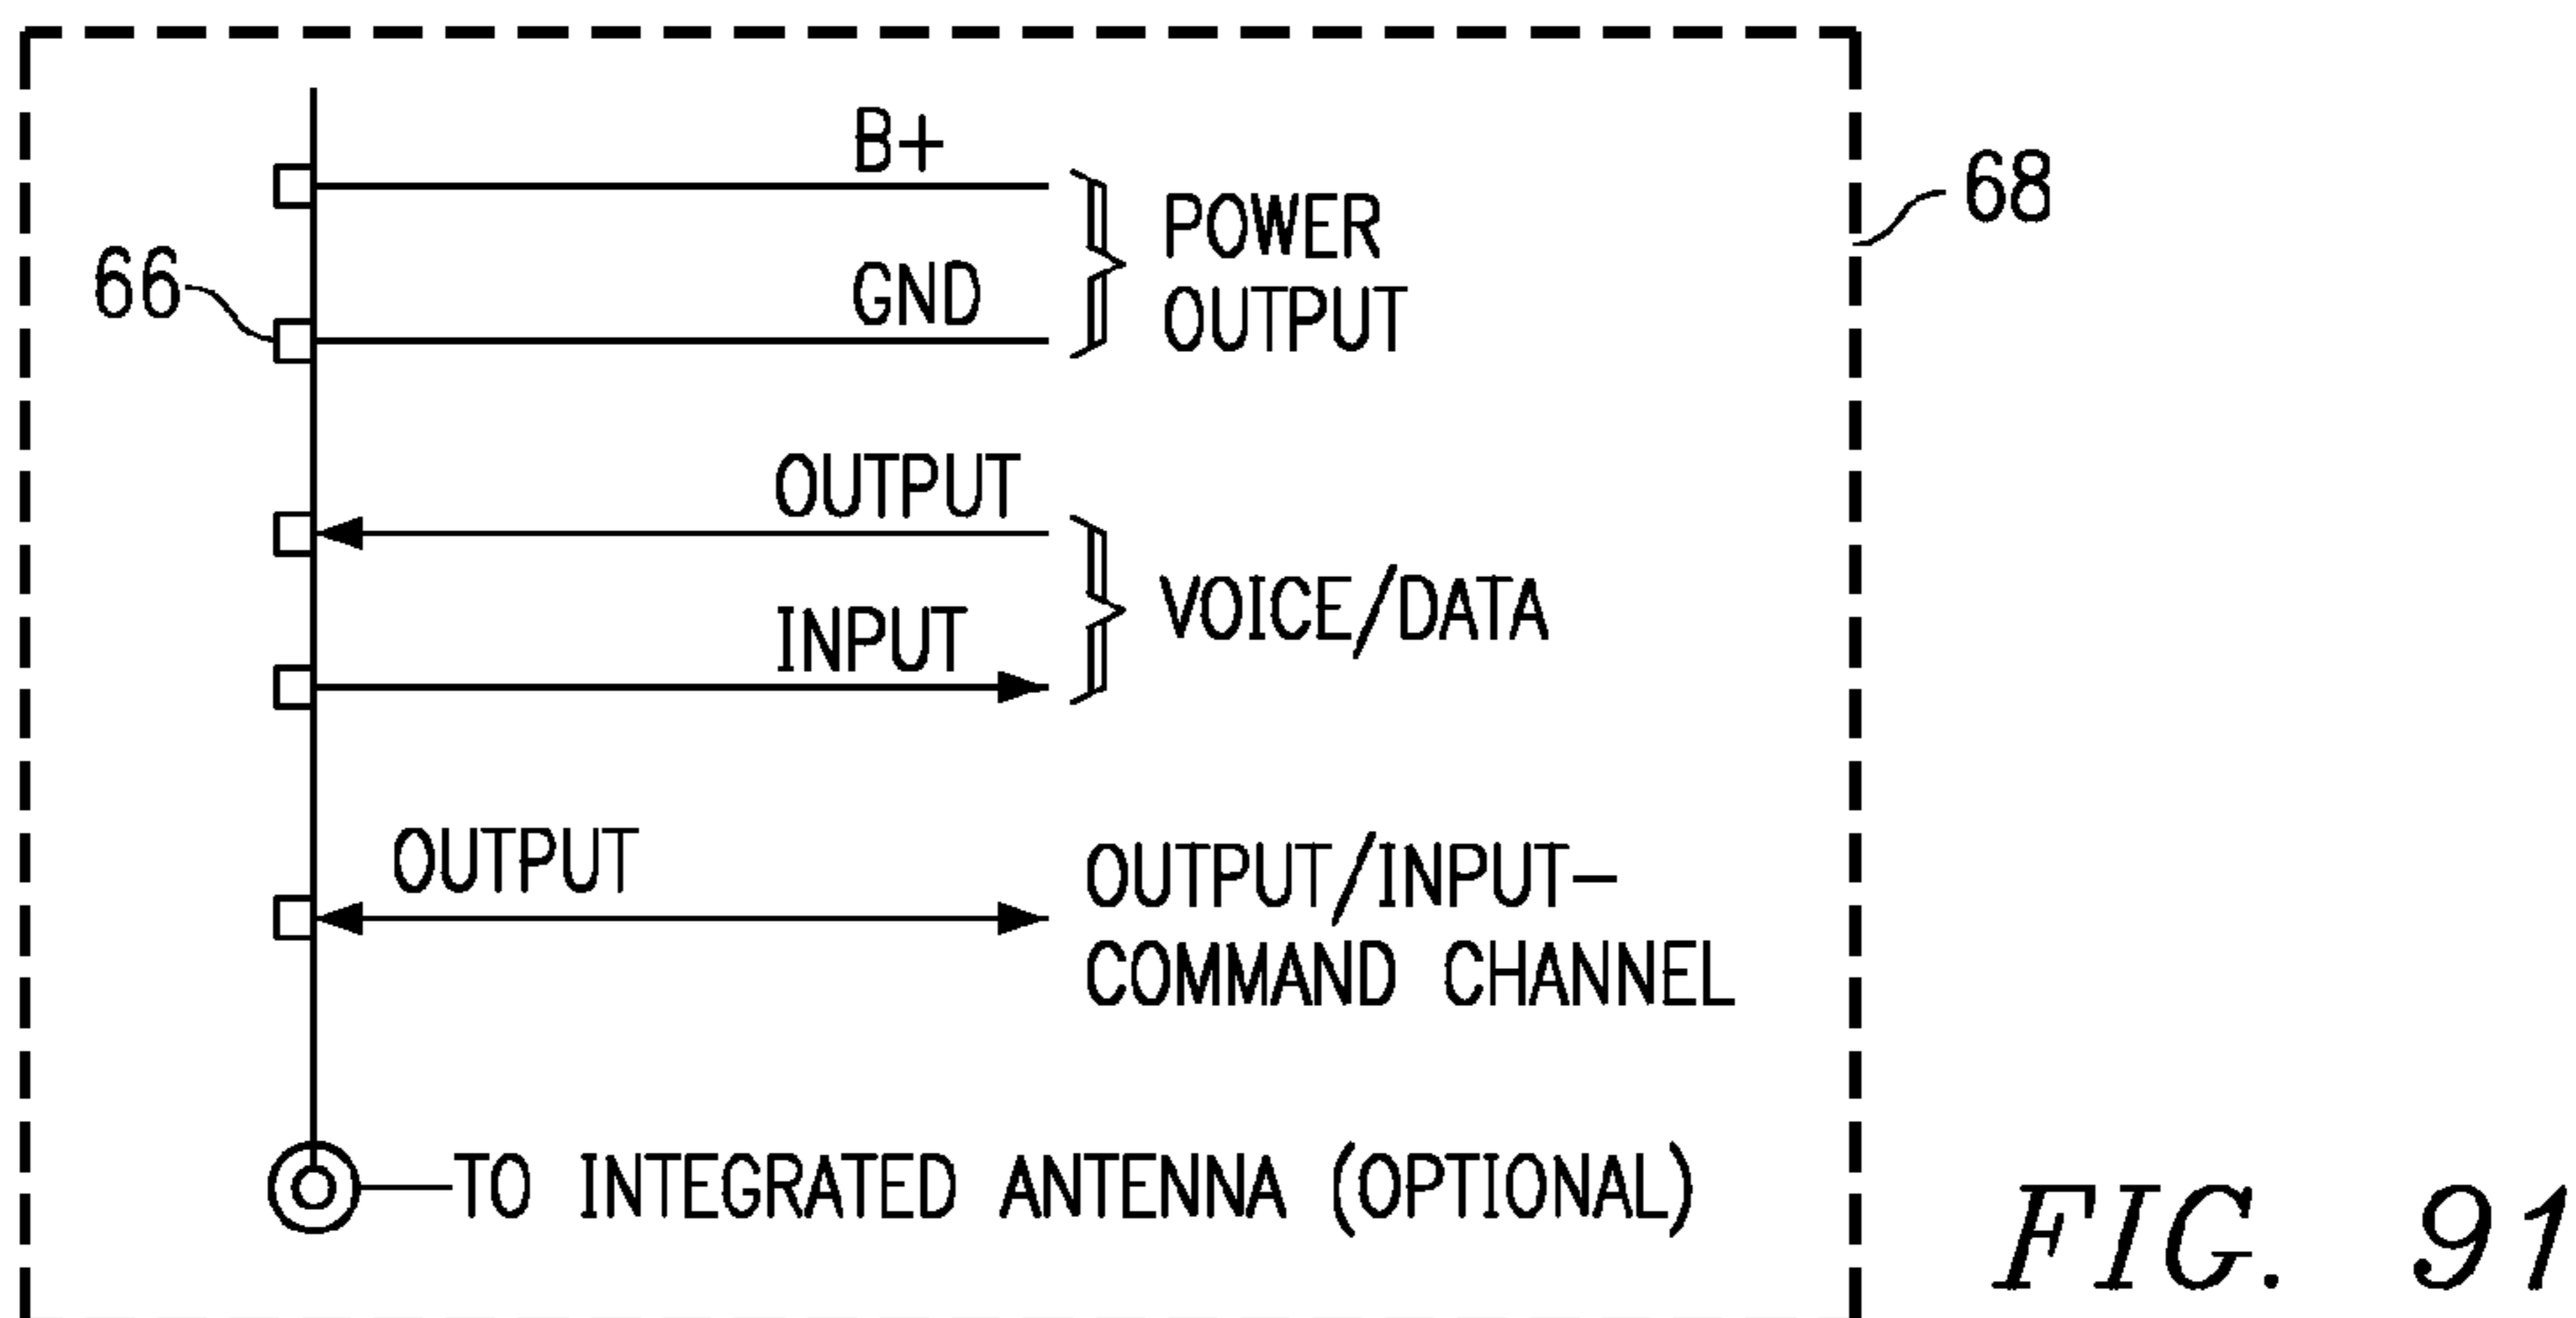 B+
POWER
OUTPUT
68
66
GND
OUTPUT
VOICE/DATA
INPUT
OUTPUT
OUTPUT/INPUT-
COMMAND CHANNEL
TO INTEGRATED ANTENNA (OPTIONAL)
FIG. 91